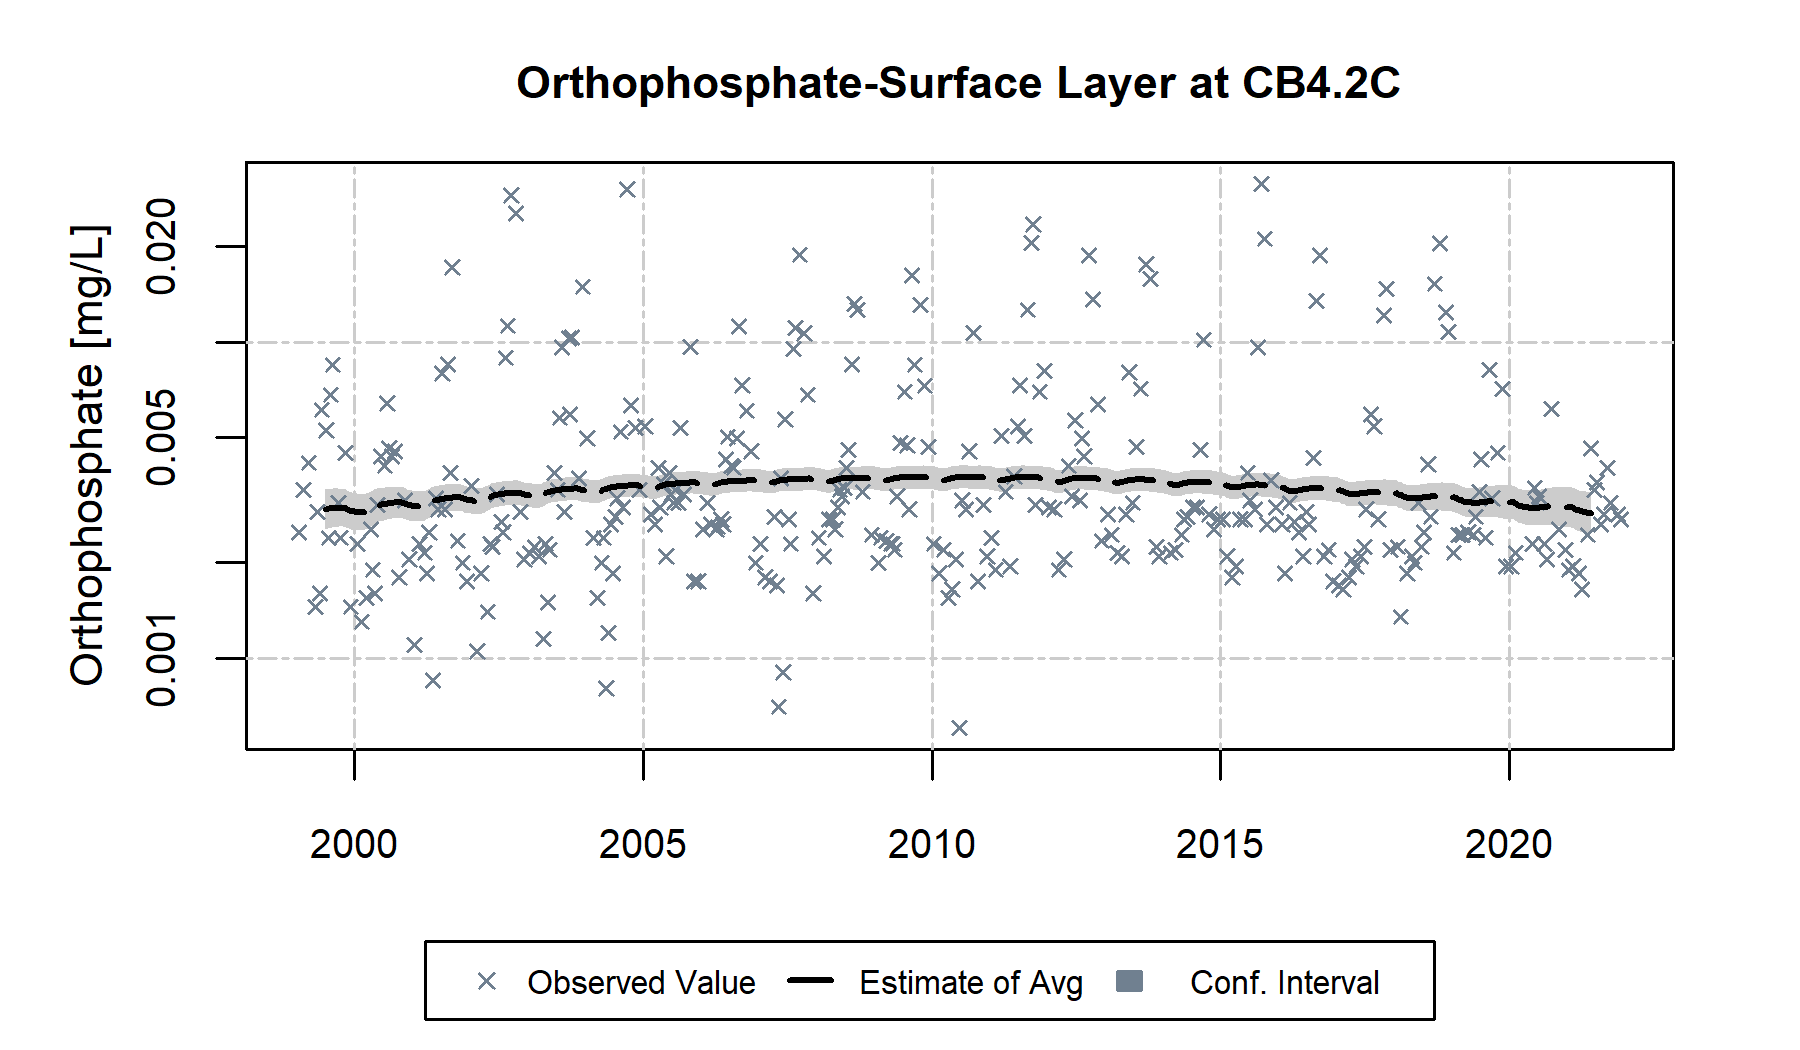 Orthophosphate-Surface Layer at CB4.2C
Orthophosphate [mg/L]
0.020
0.005
0.001
2000 2005 2010 2015 2020
Observed Value Estimate of Avg Conf. Interval